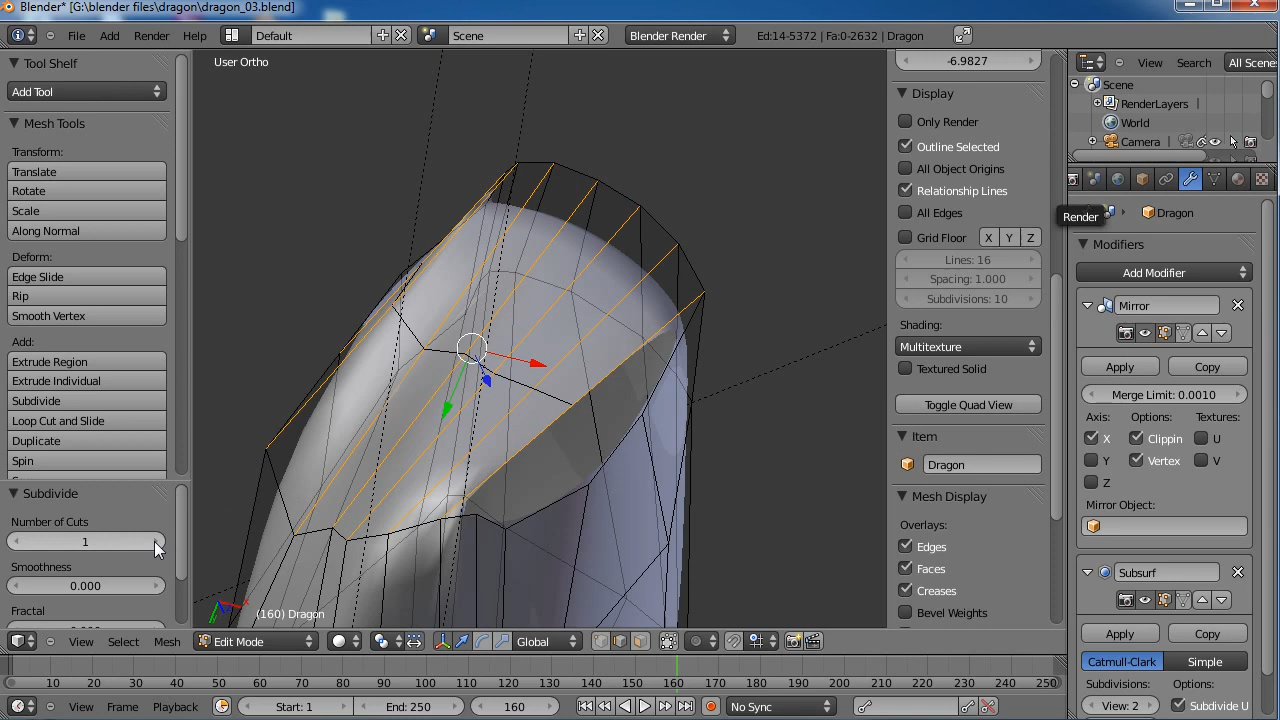 Blender* [G:\blender files\dragon\dragon_03.blend]
File Add Render Help Default Scene Blender Render Ed:14-5372 | Fa:0-2632 | Dragon
Tool Shelf
Add Tool
Mesh Tools
Transform:
Translate
Rotate
Scale
Along Normal
Deform:
Edge Slide
Rip
Smooth Vertex
Add:
Extrude Region
Extrude Individual
Subdivide
Loop Cut and Slide
Duplicate
Spin
Subdivide
Number of Cuts
1
Smoothness
0.000
Fractal
User Ortho
(160) Dragon
-6.9827
Display
Only Render
Outline Selected
All Object Origins
Relationship Lines
All Edges
Grid Floor X Y Z
Lines: 16
Spacing: 1.000
Subdivisions: 10
Shading:
Multitexture
Textured Solid
Toggle Quad View
Item
Dragon
Mesh Display
Overlays:
Edges
Faces
Creases
Bevel Weights
View Search All Scene
Scene
RenderLayers |
World
Camera
Render
Dragon
Modifiers
Add Modifier
Mirror
Apply Copy
Merge Limit: 0.0010
Axis: Options: Textures:
X Clippin U
Y Vertex V
Z
Mirror Object:
Subsurf
Apply Copy
Catmull-Clark Simple
Subdivisions: Options:
View: 2 Subdivide U
View Select Mesh Edit Mode Global
10 20 30 40 50 60 70 80 90 100 110 120 130 140 150 160 170 180 190 200 210 220 230 240 250
View Frame Playback Start: 1 End: 250 160 No Sync